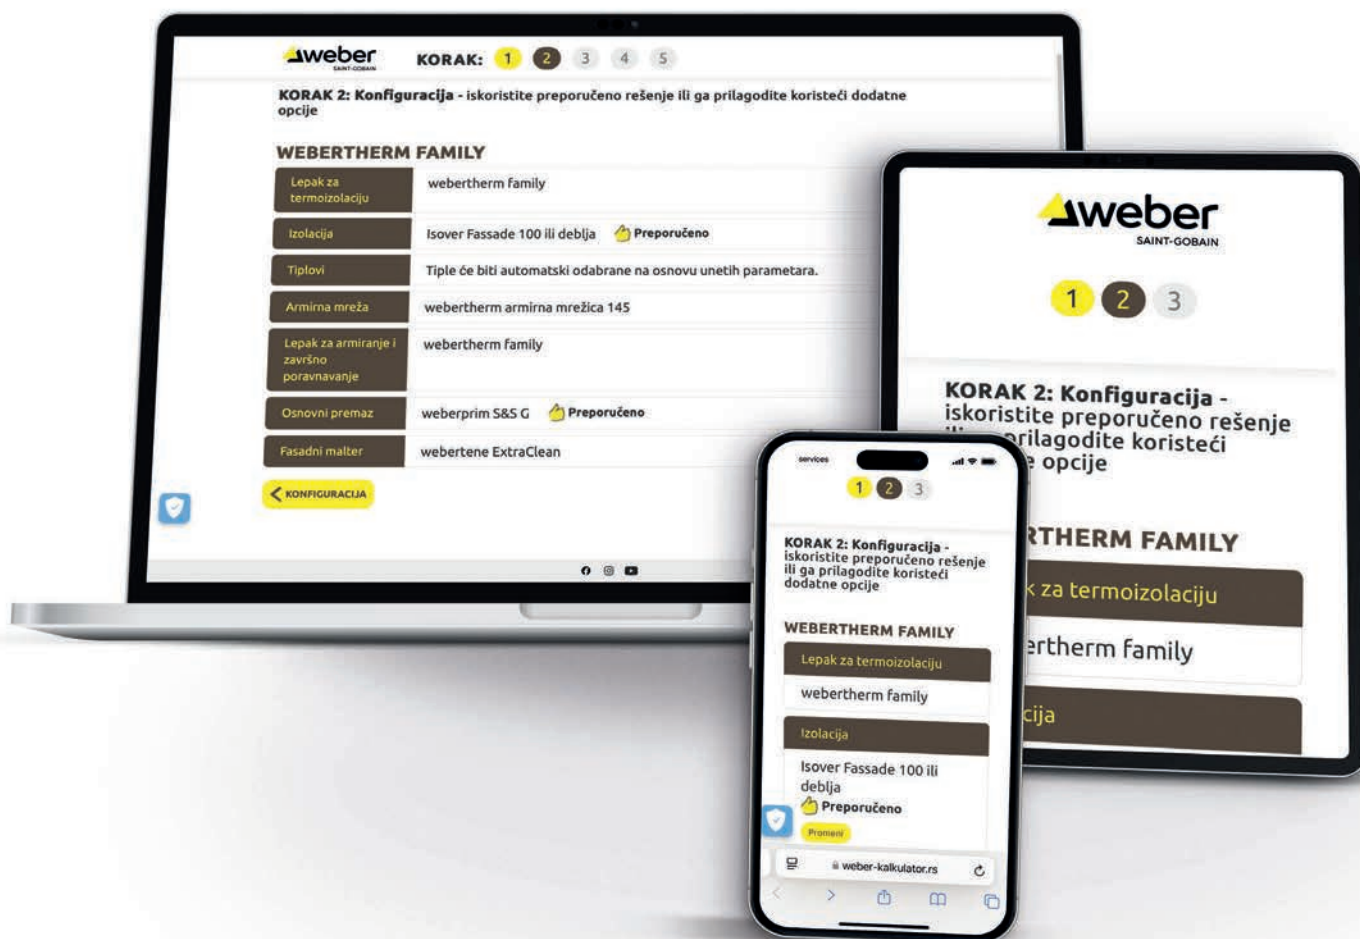 weber
SAINT-GOBAIN
KORAK: 1 2 3 4 5
KORAK 2: Konfiguracija - iskoristite preporučeno rešenje ili ga prilagodite koristeći dodatne
opcije
WEBERTHERM FAMILY
Lepak za
termoizolaciju
webertherm family
Izolacija
Isover Fassade 100 ili deblja
Preporučeno
Tiplovi
Tiple će biti automatski odabrane na osnovu unetih parametara.
Armirna mreža
webertherm armirna mrežica 145
Lepak za armiranje i
završno
poravnavanje
webertherm family
Osnovni premaz
weberprim S&S G
Preporučeno
Fasadni malter
webertene ExtraClean
KONFIGURACIJA
weber
SAINT-GOBAIN
1 2 3
KORAK 2: Konfiguracija -
iskoristite preporučeno rešenje
prilagodite koristeći
opcije
RTHERM FAMILY
k za termoizolaciju
ertherm family
cija
services
1 2 3
KORAK 2: Konfiguracija -
iskoristite preporučeno rešenje
ili ga prilagodite koristeći
dodatne opcije
WEBERTHERM FAMILY
Lepak za termoizolaciju
webertherm family
Izolacija
Isover Fassade 100 ili
deblja
Preporučeno
Promeni
weber-kalkulator.rs